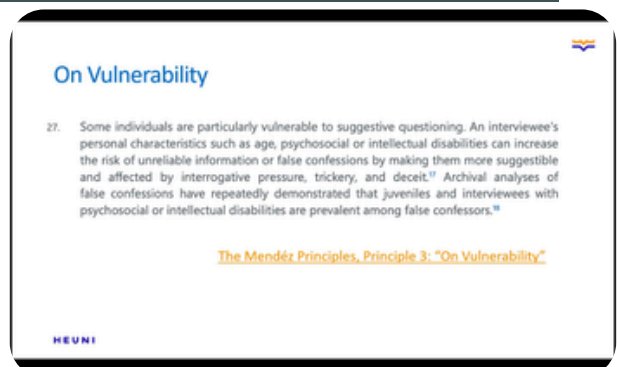 On Vulnerability
27. Some individuals are particularly vulnerable to suggestive questioning. An interviewee's
personal characteristics such as age, psychosocial or intellectual disabilities can increase
the risk of unreliable information or false confessions by making them more suggestible
and affected by interrogative pressure, trickery, and deceit.17 Archival analyses of
false confessions have repeatedly demonstrated that juveniles and interviewees with
psychosocial or intellectual disabilities are prevalent among false confessors.18
The Mendéz Principles, Principle 3: "On Vulnerability"
HEUNI